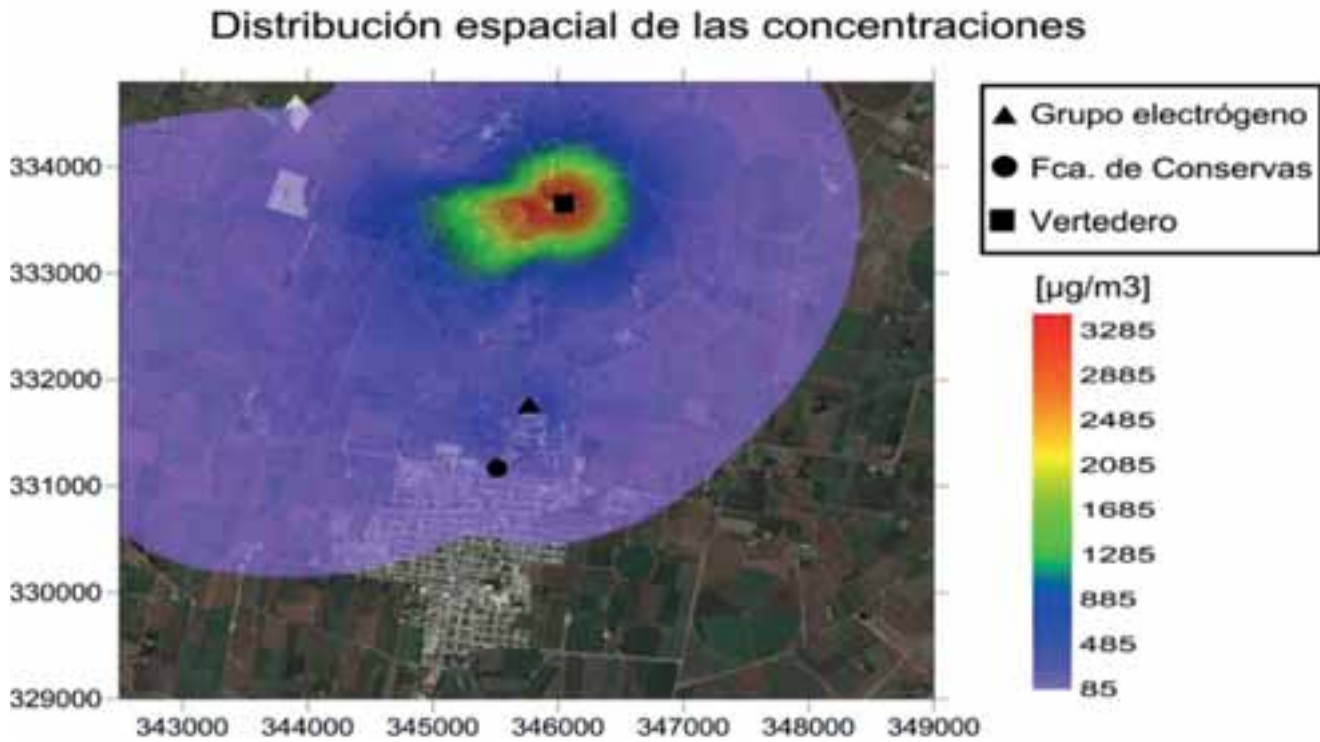 Distribución espacial de las concentraciones
Grupo electrógeno
Fca. de Conservas
Vertedero
[µg/m3]
3285
2885
2485
2085
1685
1285
885
485
85
334000
333000
332000
331000
330000
329000
343000 344000 345000 346000 347000 348000 349000